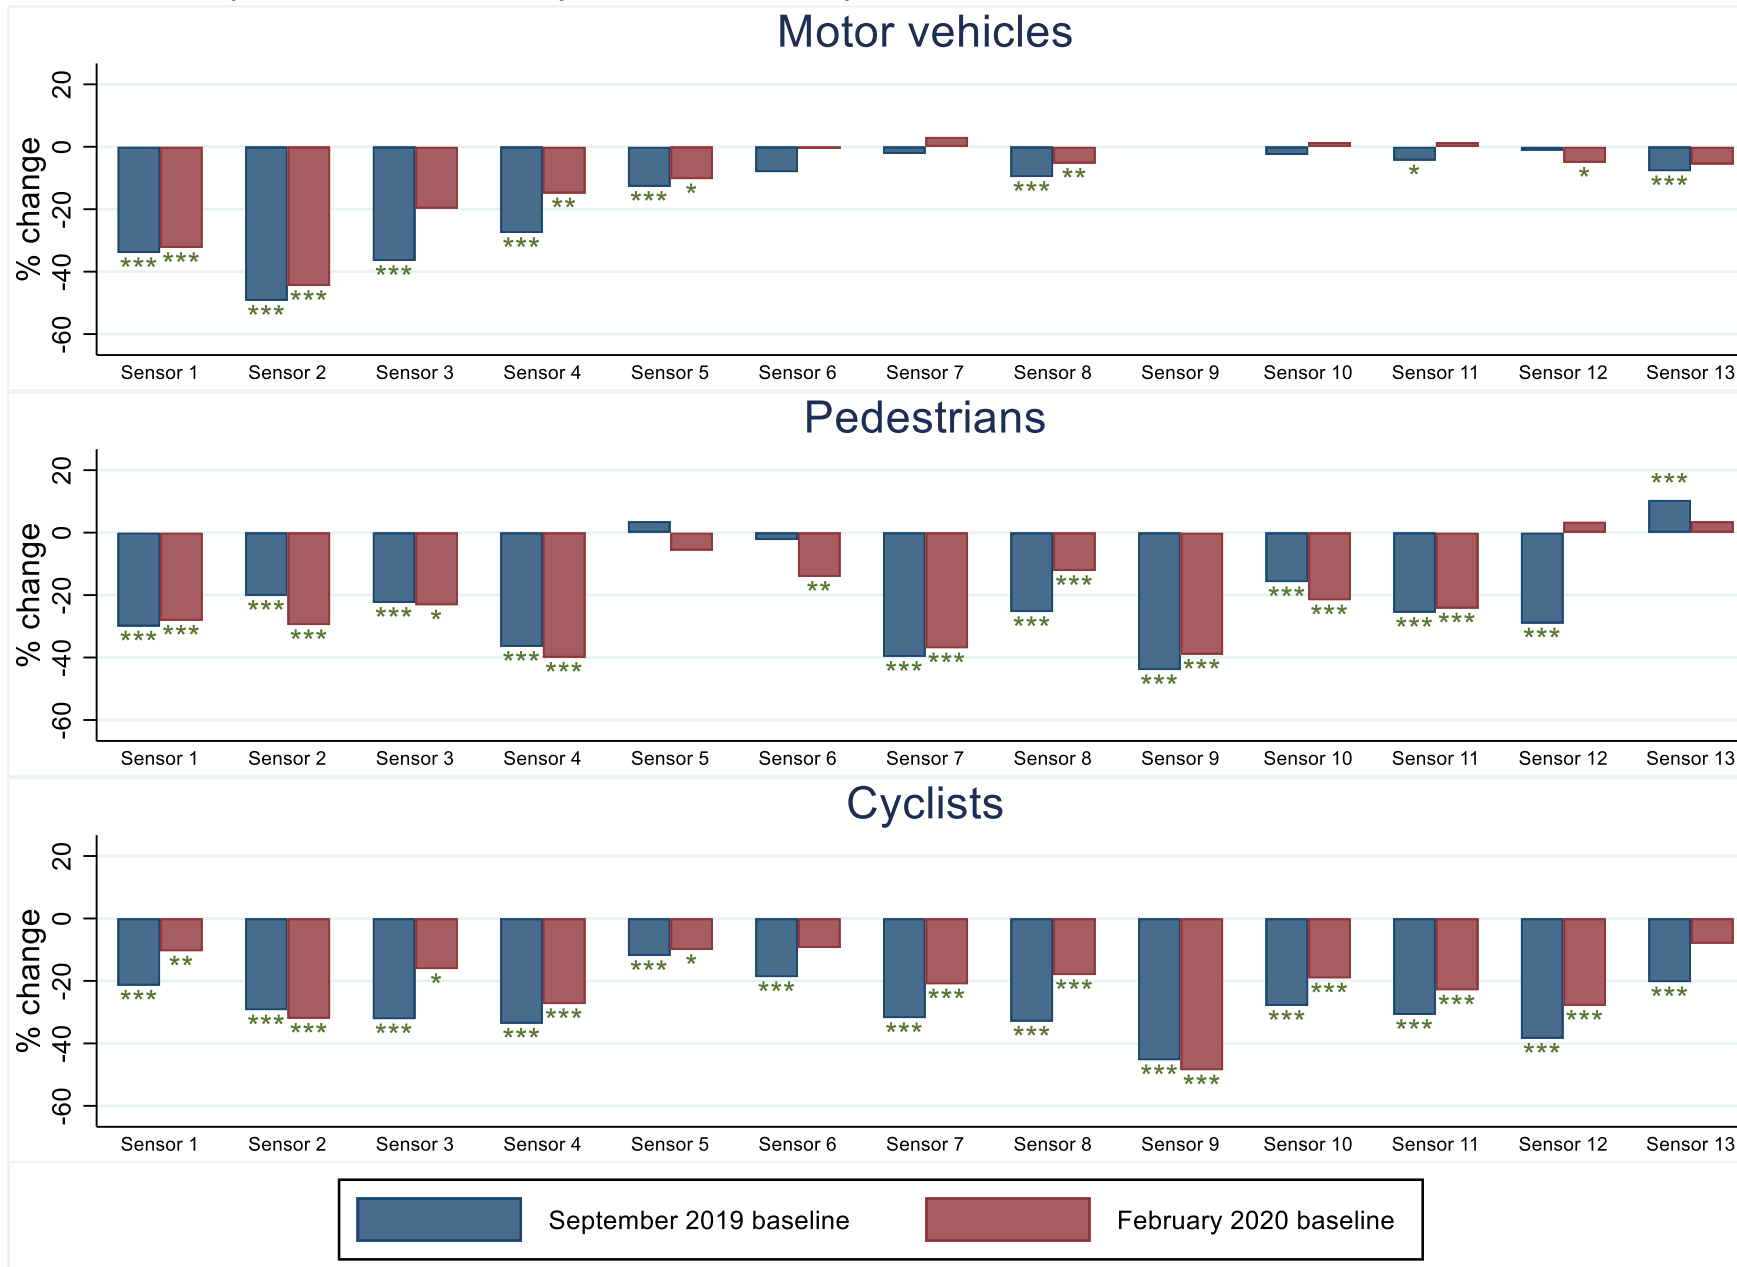 Motor vehicles
% change
20
0
-20
-40
-60
*** *** *** *** *** *** ** *** * *** ** * * ***
Sensor 1 Sensor 2 Sensor 3 Sensor 4 Sensor 5 Sensor 6 Sensor 7 Sensor 8 Sensor 9 Sensor 10 Sensor 11 Sensor 12 Sensor 13
Pedestrians
% change
20
0
-20
-40
-60
*** *** *** *** *** * *** *** ** *** *** *** *** *** *** *** *** *** *** *** ***
Sensor 1 Sensor 2 Sensor 3 Sensor 4 Sensor 5 Sensor 6 Sensor 7 Sensor 8 Sensor 9 Sensor 10 Sensor 11 Sensor 12 Sensor 13
Cyclists
% change
20
0
-20
-40
-60
*** ** *** *** *** * *** *** *** * *** *** *** *** *** *** *** *** *** *** *** *** *** ***
Sensor 1 Sensor 2 Sensor 3 Sensor 4 Sensor 5 Sensor 6 Sensor 7 Sensor 8 Sensor 9 Sensor 10 Sensor 11 Sensor 12 Sensor 13
September 2019 baseline
February 2020 baseline